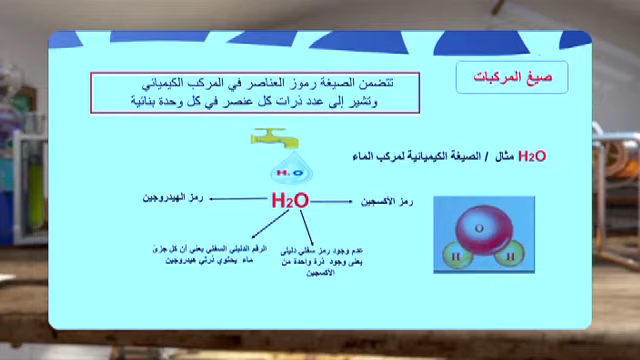 صيغ المركبات
تتضمن الصيغة رموز العناصر في المركب الكيميائي
وتشير إلى عدد ذرات كل عنصر في كل وحدة بنائية
H2O مثال / الصيغة الكيميائية لمركب الماء
H2O
رمز الأكسجين
H2O
رمز الهيدروجين
O
H H
عدم وجود رمز سفلي دليلي
يعنى وجود ذرة واحدة من
الأكسجين
الرقم الدليلي السفلي يعني أن كل جزئ
ماء يحتوي ذرتي هيدروجين